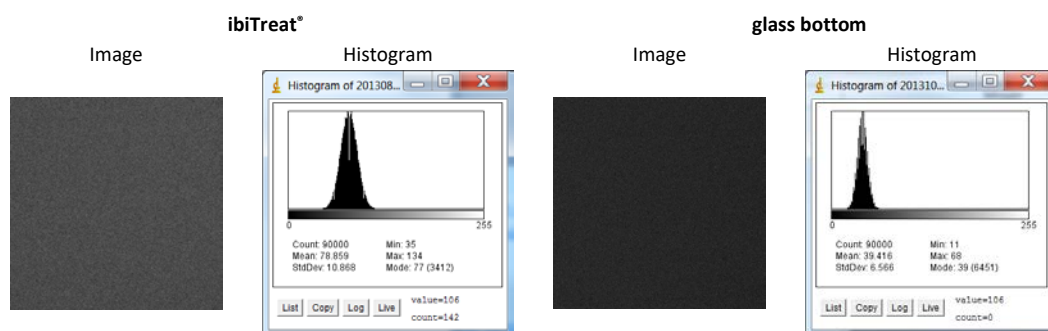 ibiTreat® glass bottom
Image Histogram Image Histogram
Histogram of 201308...
0 255
Count: 90000 Min: 35
Mean: 78.859 Max: 134
StdDev: 10.868 Mode: 77 (3412)
List Copy Log Live value=106
count=142
Histogram of 201310...
0 255
Count: 90000 Min: 11
Mean: 39.416 Max: 68
StdDev: 6.566 Mode: 39 (6451)
List Copy Log Live value=106
count=0